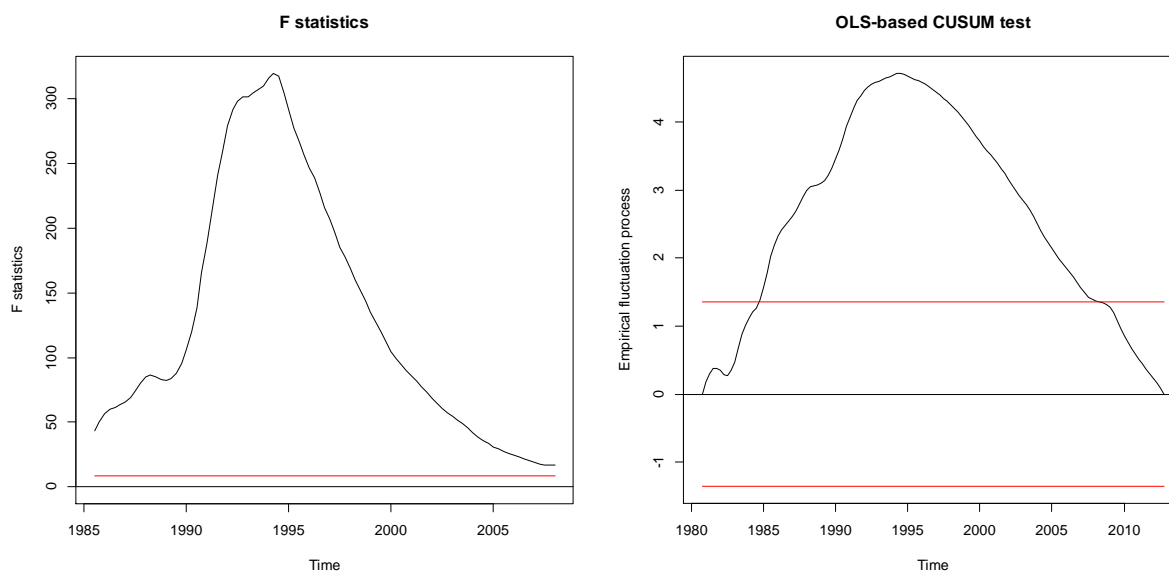 F statistics
F statistics
0 50 100 150 200 250 300
1985 1990 1995 2000 2005
Time
OLS-based CUSUM test
Empirical fluctuation process
-1 0 1 2 3 4
1980 1985 1990 1995 2000 2005 2010
Time